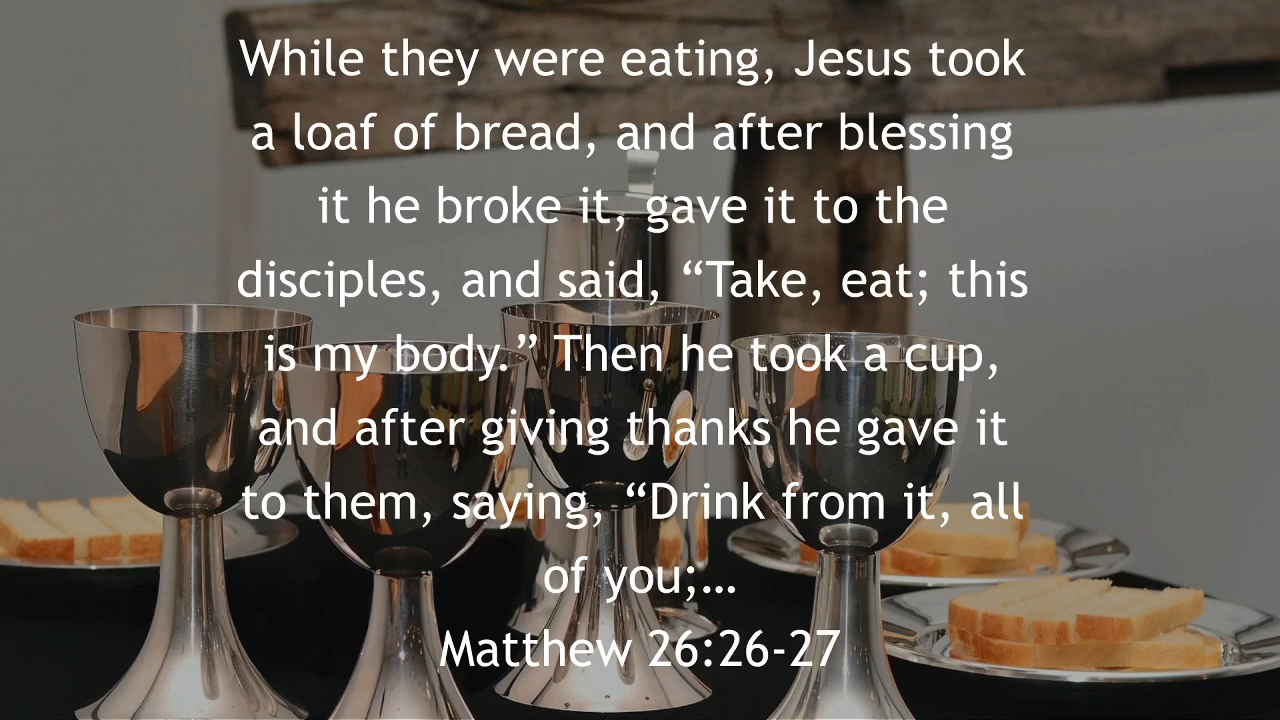 While they were eating, Jesus took
a loaf of bread, and after blessing
it he broke it, gave it to the
disciples, and said, “Take, eat; this
is my body.” Then he took a cup,
and after giving thanks he gave it
to them, saying, “Drink from it, all
of you;…
Matthew 26:26-27